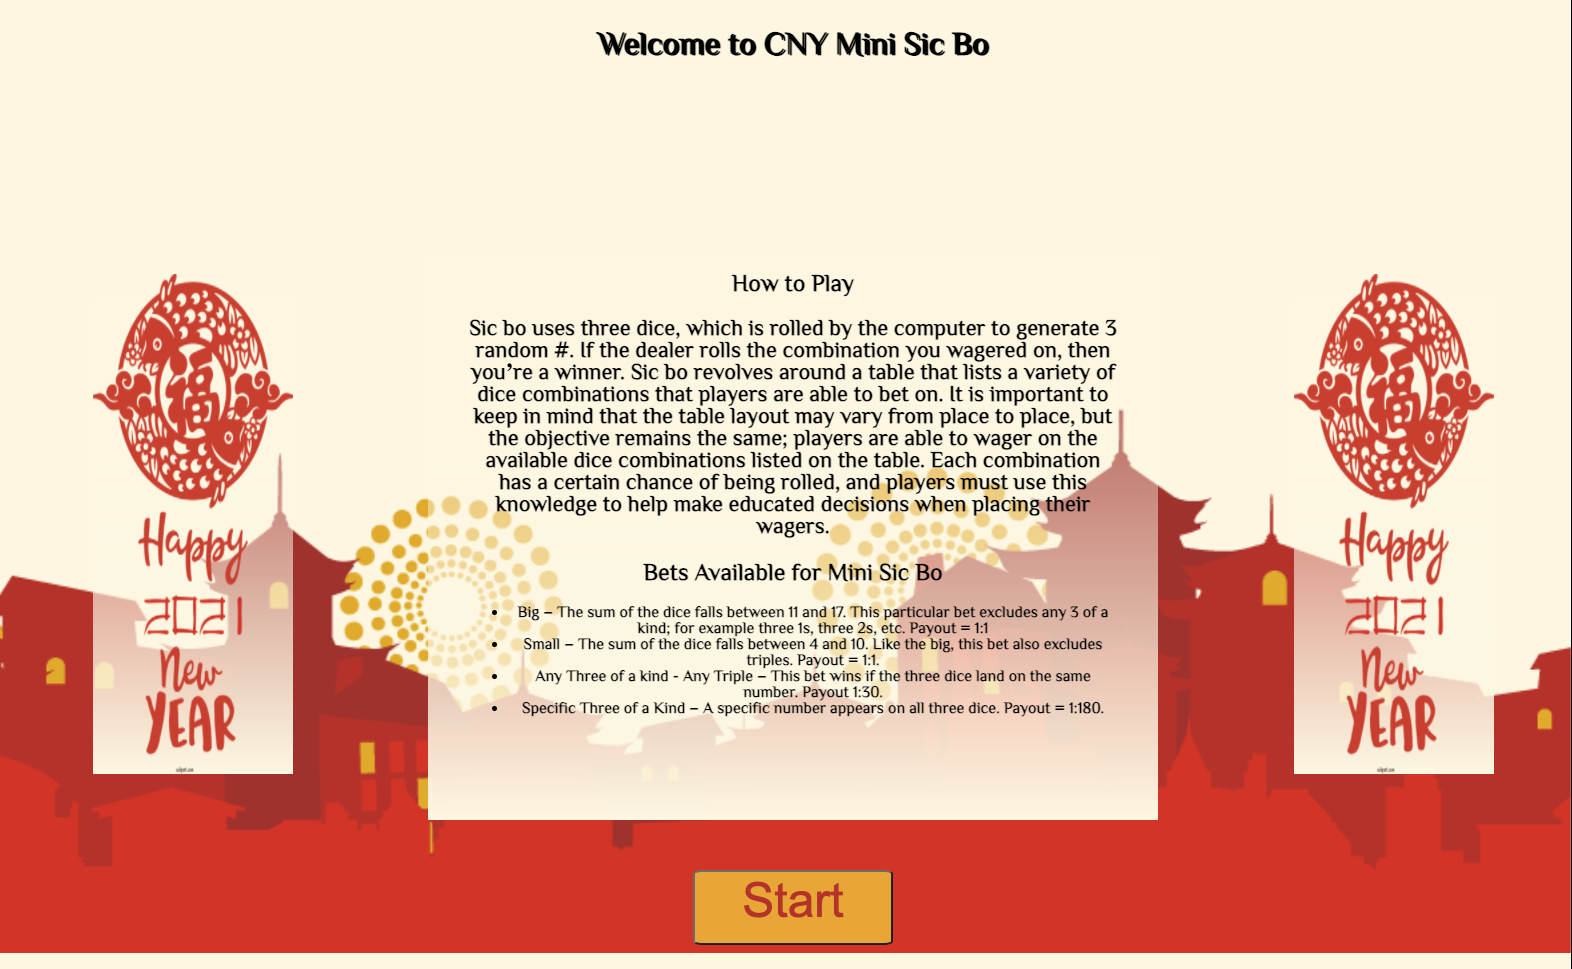 Welcome to CNY Mini Sic Bo
How to Play
Sic bo uses three dice, which is rolled by the computer to generate 3
random #. If the dealer rolls the combination you wagered on, then
you're a winner. Sic bo revolves around a table that lists a variety of
dice combinations that players are able to bet on. It is important to
keep in mind that the table layout may vary from place to place, but
the objective remains the same; players are able to wager on the
available dice combinations listed on the table. Each combination
has a certain chance of being rolled, and players must use this
knowledge to help make educated decisions when placing their
wagers.
Bets Available for Mini Sic Bo
• Big – The sum of the dice falls between 11 and 17. This particular bet excludes any 3 of a
kind; for example three 1s, three 2s, etc. Payout = 1:1
• Small – The sum of the dice falls between 4 and 10. Like the big, this bet also excludes
triples. Payout = 1:1.
• Any Three of a kind - Any Triple – This bet wins if the three dice land on the same
number. Payout 1:30.
• Specific Three of a Kind – A specific number appears on all three dice. Payout = 1:180.
福
Happy
2021
New
YEAR
福
Happy
2021
New
YEAR
Start